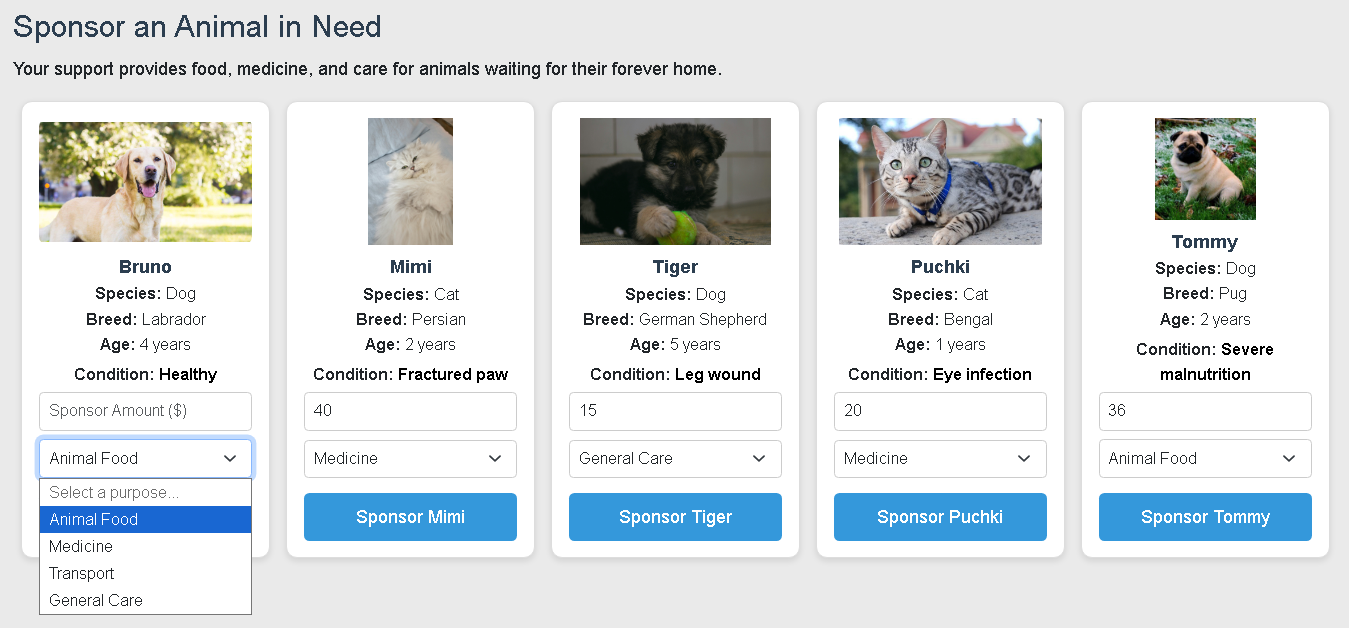 Sponsor an Animal in Need
Your support provides food, medicine, and care for animals waiting for their forever home.
Bruno
Species: Dog
Breed: Labrador
Age: 4 years
Condition: Healthy
Sponsor Amount ($)
Animal Food
Select a purpose...
Animal Food
Medicine
Transport
General Care
Mimi
Species: Cat
Breed: Persian
Age: 2 years
Condition: Fractured paw
40
Medicine
Sponsor Mimi
Tiger
Species: Dog
Breed: German Shepherd
Age: 5 years
Condition: Leg wound
15
General Care
Sponsor Tiger
Puchki
Species: Cat
Breed: Bengal
Age: 1 years
Condition: Eye infection
20
Medicine
Sponsor Puchki
Tommy
Species: Dog
Breed: Pug
Age: 2 years
Condition: Severe
malnutrition
36
Animal Food
Sponsor Tommy